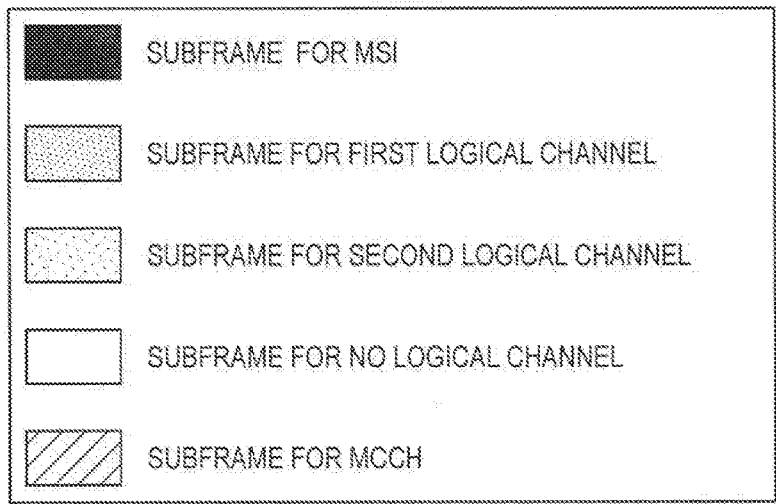 SUBFRAME FOR MSI
SUBFRAME FOR FIRST LOGICAL CHANNEL
SUBFRAME FOR SECOND LOGICAL CHANNEL
SUBFRAME FOR NO LOGICAL CHANNEL
SUBFRAME FOR MCCH